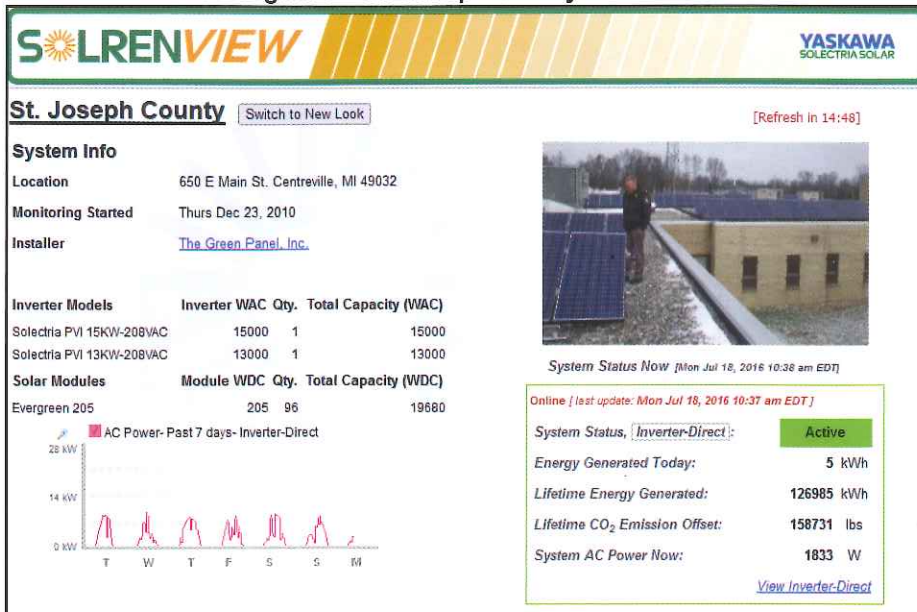 SOLRENVIEW
YASKAWA
SOLECTRIA SOLAR
St. Joseph County Switch to New Look
[Refresh in 14:48]
System Info
Location 650 E Main St. Centreville, MI 49032
Monitoring Started Thurs Dec 23, 2010
Installer The Green Panel, Inc.
Inverter Models Inverter WAC Qty. Total Capacity (WAC)
Solectria PVI 15KW-208VAC 15000 1 15000
Solectria PVI 13KW-208VAC 13000 1 13000
Solar Modules Module WDC Qty. Total Capacity (WDC)
Evergreen 205 205 96 19680
AC Power- Past 7 days- Inverter-Direct
28 kW
14 kW
0 kW
T W T F S S M
System Status Now [Mon Jul 18, 2016 10:38 am EDT]
Online [ last update: Mon Jul 18, 2016 10:37 am EDT ]
System Status, Inverter-Direct: Active
Energy Generated Today: 5 kWh
Lifetime Energy Generated: 126985 kWh
Lifetime CO2 Emission Offset: 158731 lbs
System AC Power Now: 1833 W
View Inverter-Direct